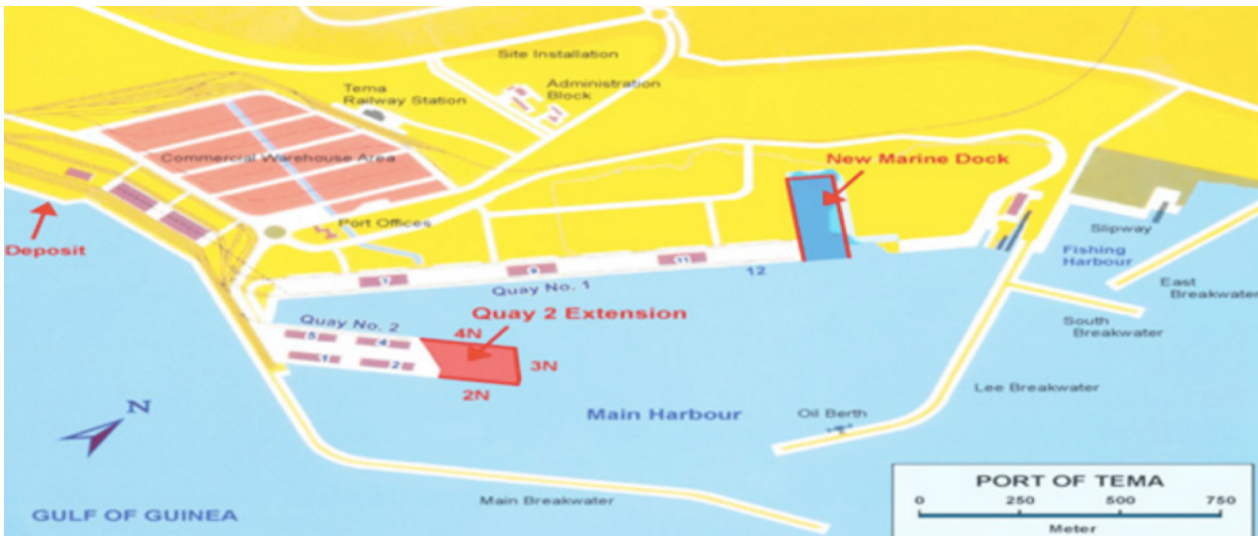 Site Installation
Tema
Railway Station
Administration
Block
Commercial Warehouse Area
New Marine Dock
Port Offices
Deposit
Slipway
Fishing
Harbour
East
Breakwater
South
Breakwater
7
9
11
12
Quay No. 1
Quay No. 2
Quay 2 Extension
5
4
4N
1
2
3N
2N
Lee Breakwater
Main Harbour
Oil Berth
N
Main Breakwater
GULF OF GUINEA
PORT OF TEMA
0 250 500 750
Meter